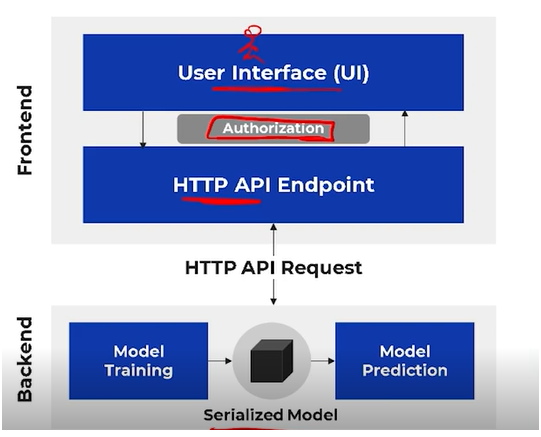 Frontend
User Interface (UI)
Authorization
HTTP API Endpoint
HTTP API Request
Backend
Model
Training
Model
Prediction
Serialized Model